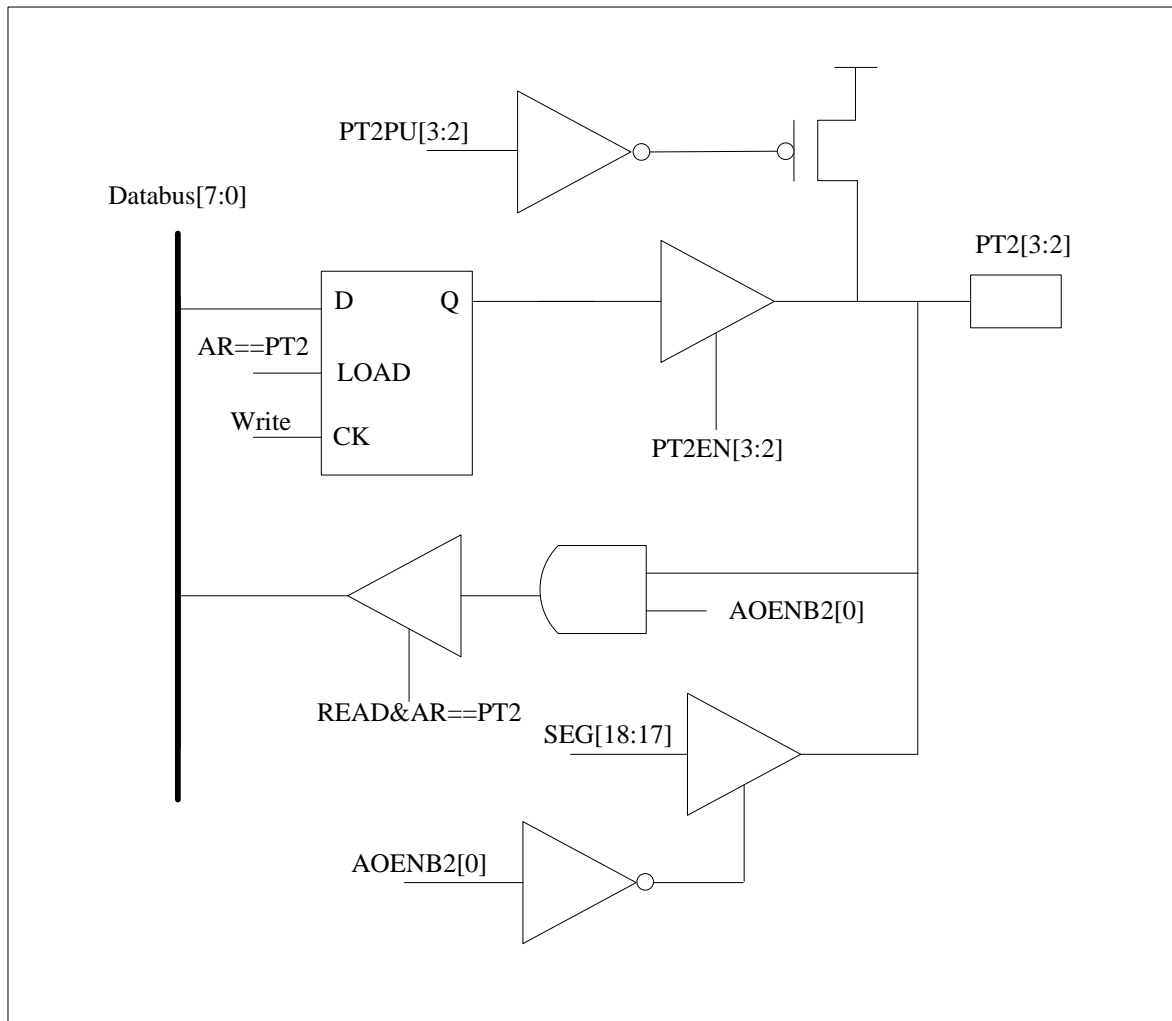 PT2PU[3:2]
Databus[7:0]
PT2[3:2]
D
Q
AR==PT2
LOAD
Write
CK
PT2EN[3:2]
AOENB2[0]
READ&AR==PT2
SEG[18:17]
AOENB2[0]